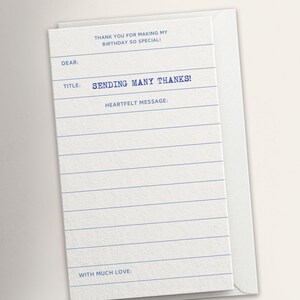 THANK YOU FOR MAKING MY
BIRTHDAY SO SPECIAL!
DEAR:
TITLE: SENDING MANY THANKS!
HEARTFELT MESSAGE:
WITH MUCH LOVE: